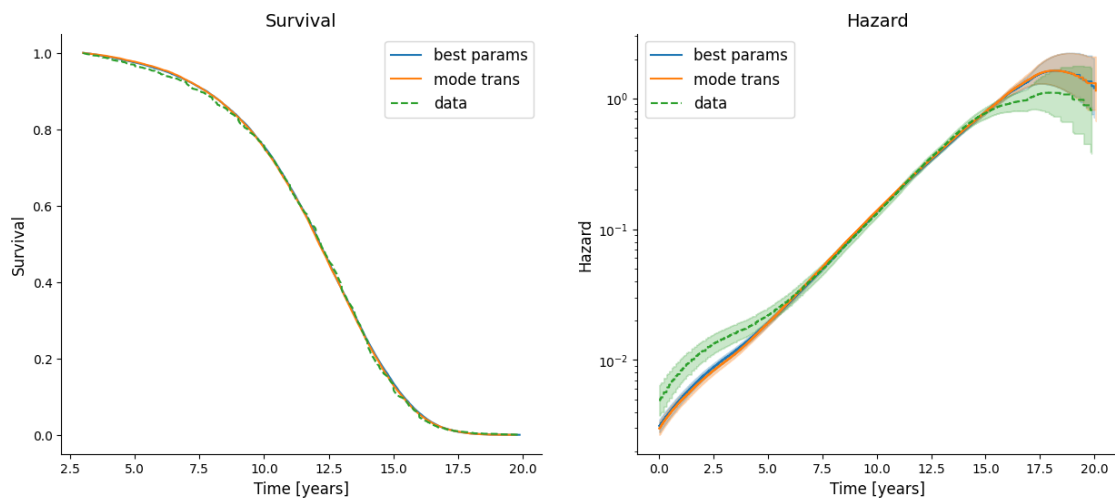 Survival
Survival
1.0
0.8
0.6
0.4
0.2
0.0
best params
mode trans
data
2.5 5.0 7.5 10.0 12.5 15.0 17.5 20.0
Time [years]
Hazard
Hazard
10⁰
10⁻¹
10⁻²
best params
mode trans
data
0.0 2.5 5.0 7.5 10.0 12.5 15.0 17.5 20.0
Time [years]